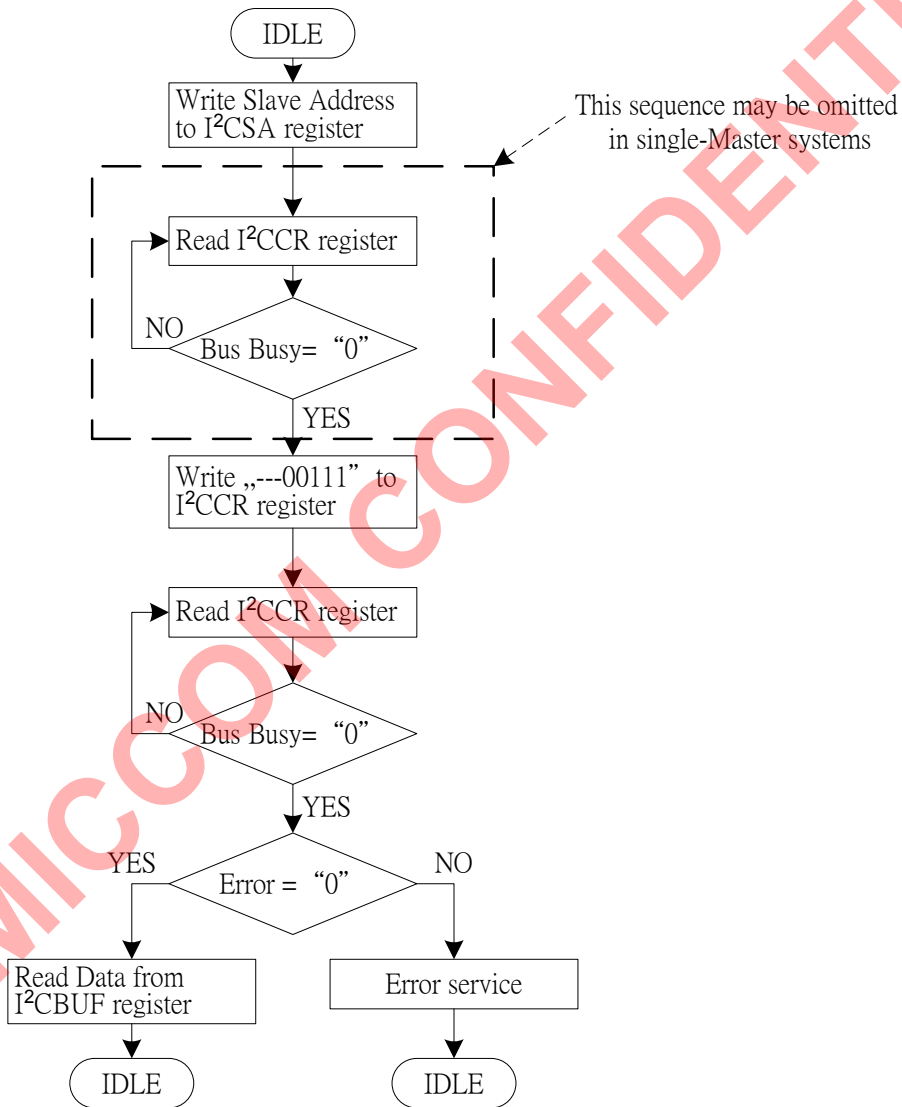 IDLE
Write Slave Address
to I²CSA register
This sequence may be omitted
in single-Master systems
Read I²CCR register
NO
Bus Busy= “0”
YES
Write „---00111” to
I²CCR register
Read I²CCR register
NO
Bus Busy= “0”
YES
YES
NO
Error = “0”
Read Data from
I²CBUF register
Error service
IDLE
IDLE
MICCOM CONFIDENTI